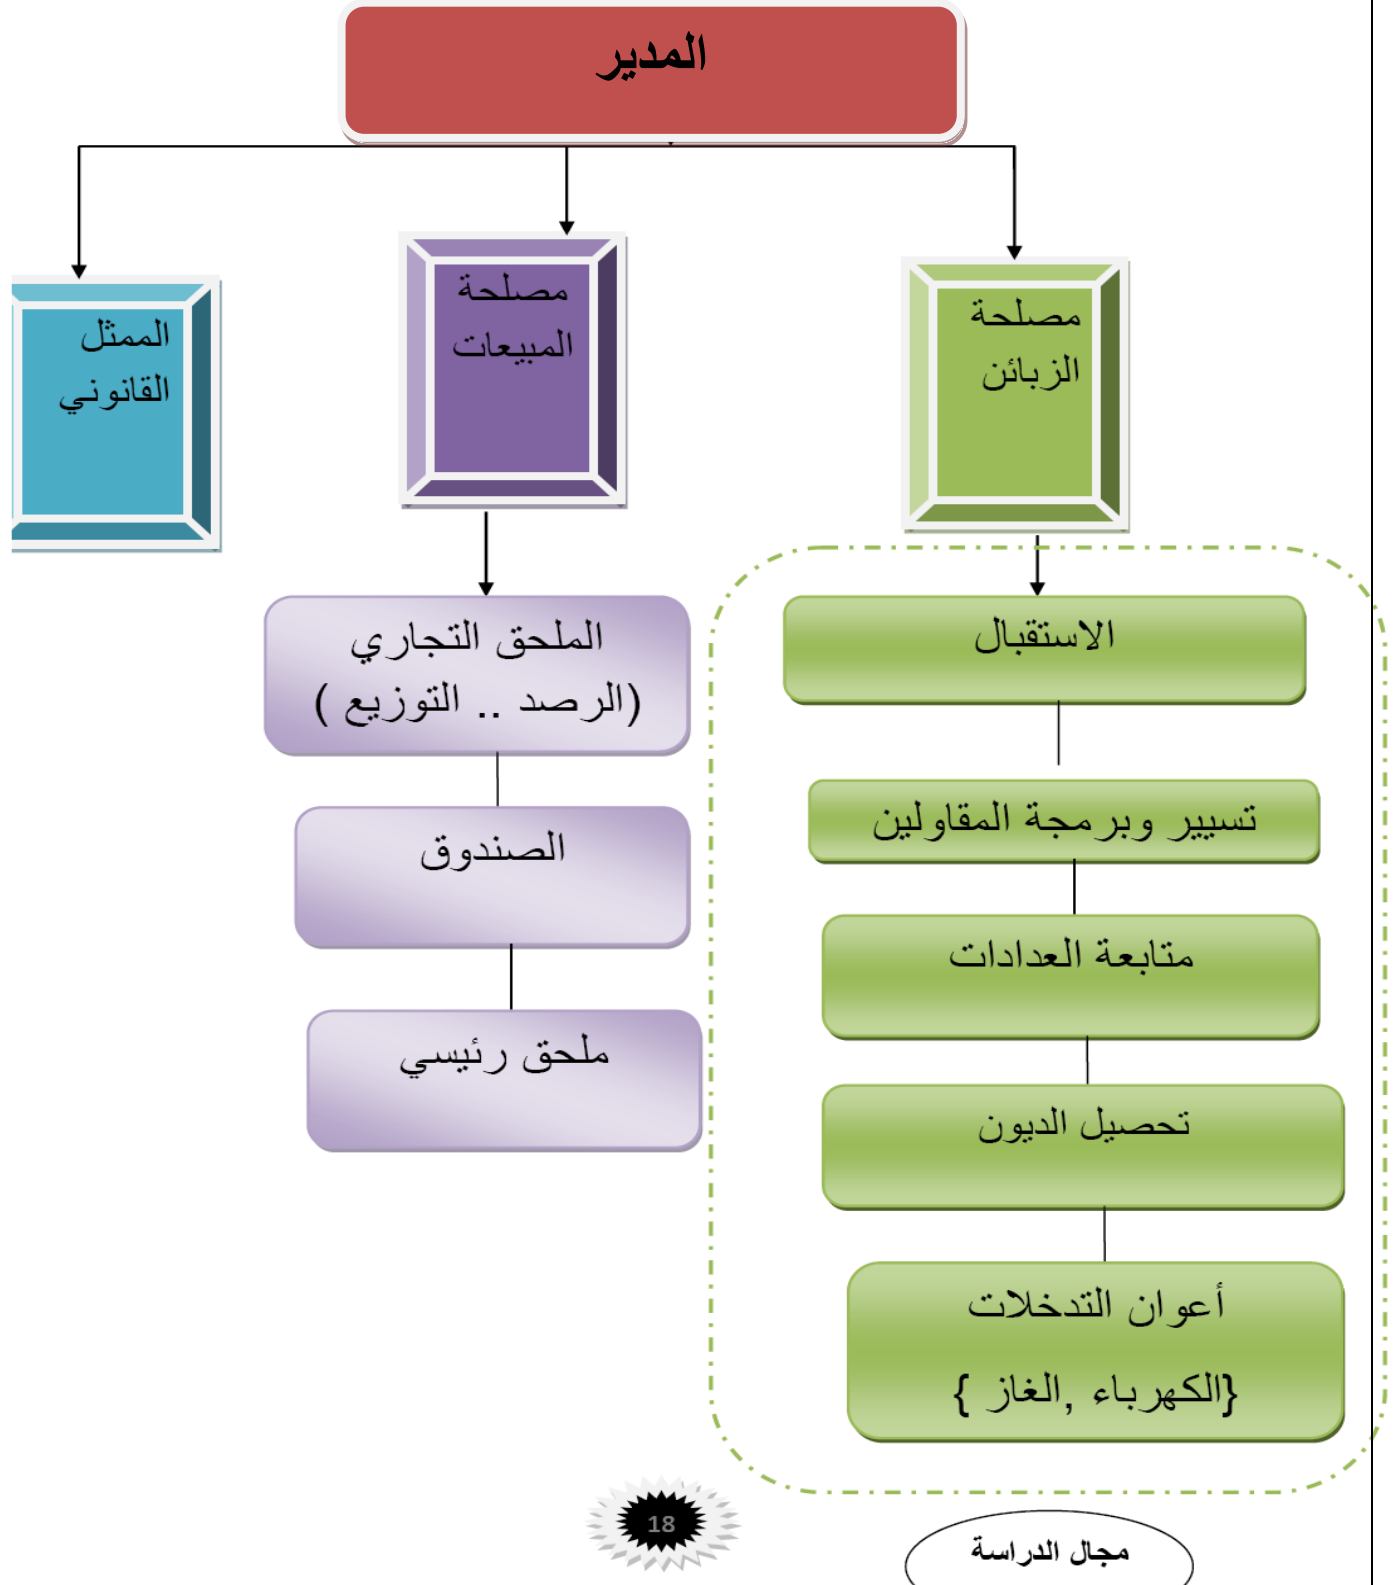 المدير
مصلحة
الزبائن
مصلحة
المبيعات
الممثل
القانوني
الاستقبال
تسيير وبرمجة المقاولين
متابعة العدادات
تحصيل الديون
أعوان التدخلات
{الكهرباء ,الغاز }
الملحق التجاري
(الرصد .. التوزيع )
الصندوق
ملحق رئيسي
18
مجال الدراسة